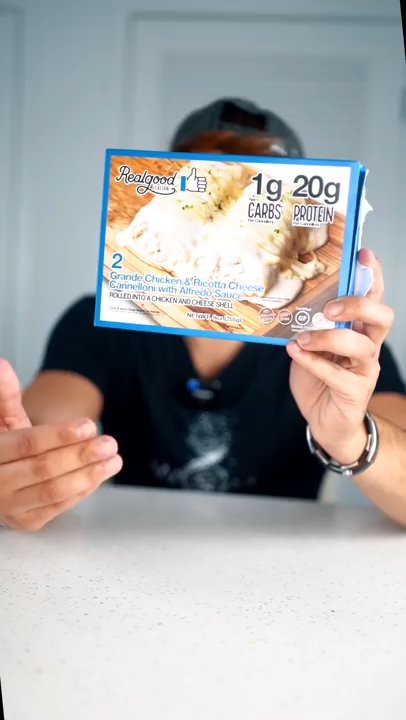 Realgood
1g 20g
CARBS PROTEIN
2
Grande Chicken & Ricotta Cheese
Cannelloni with Alfredo Sauce
ROLLED INTO A CHICKEN AND CHEESE SHELL
GF